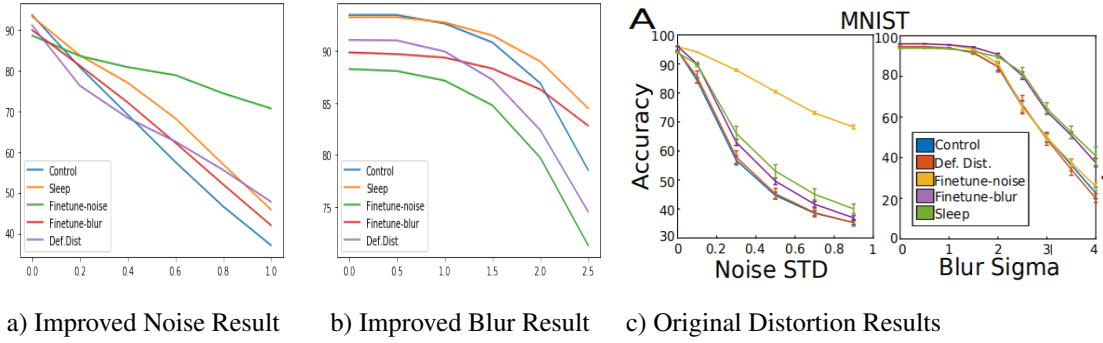 90
80
70
60
50
40
Control
Sleep
Finetune-noise
Finetune-blur
Def.Dist
0.0 0.2 0.4 0.6 0.8 1.0
90
85
80
75
Control
Sleep
Finetune-noise
Finetune-blur
Def.Dist
0.0 0.5 1.0 1.5 2.0 2.5
A
MNIST
Accuracy
100
90
80
70
60
50
40
30
0 0.2 0.4 0.6 0.8 1
Noise STD
100
80
60
40
20
0
Control
Def. Dist.
Finetune-noise
Finetune-blur
Sleep
0 1 2 3 4
Blur Sigma
a) Improved Noise Result b) Improved Blur Result c) Original Distortion Results